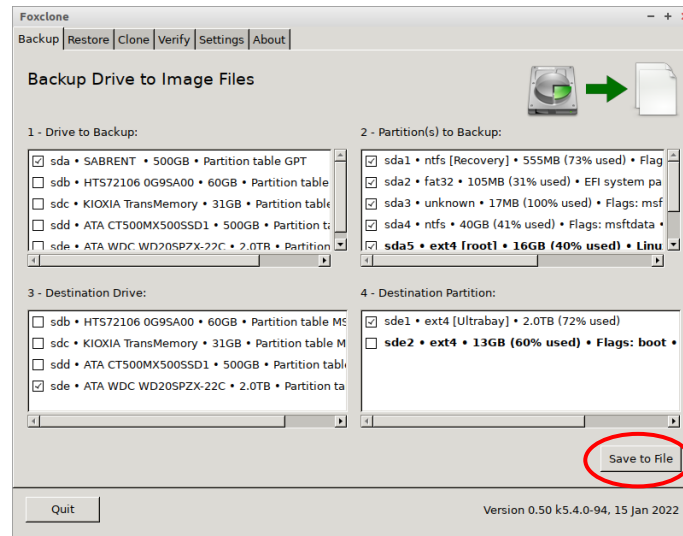 Foxclone
Backup Restore Clone Verify Settings About
Backup Drive to Image Files
1 - Drive to Backup:
sda • SABRENT • 500GB • Partition table GPT
sdb • HTS72106 0G9SA00 • 60GB • Partition table
sdc • KIOXIA TransMemory • 31GB • Partition table
sdd • ATA CT500MX500SSD1 • 500GB • Partition ta
sde • ATA WDC WD20SPZX-22C • 2.0TB • Partition
2 - Partition(s) to Backup:
sda1 • ntfs [Recovery] • 555MB (73% used) • Flag
sda2 • fat32 • 105MB (31% used) • EFI system pa
sda3 • unknown • 17MB (100% used) • Flags: msf
sda4 • ntfs • 40GB (41% used) • Flags: msftdata •
sda5 • ext4 [root] • 16GB (40% used) • Linu
3 - Destination Drive:
sdb • HTS72106 0G9SA00 • 60GB • Partition table MS
sdc • KIOXIA TransMemory • 31GB • Partition table M
sdd • ATA CT500MX500SSD1 • 500GB • Partition tabl
sde • ATA WDC WD20SPZX-22C • 2.0TB • Partition ta
4 - Destination Partition:
sde1 • ext4 [Ultrabay] • 2.0TB (72% used)
sde2 • ext4 • 13GB (60% used) • Flags: boot •
Save to File
Quit
Version 0.50 k5.4.0-94, 15 Jan 2022